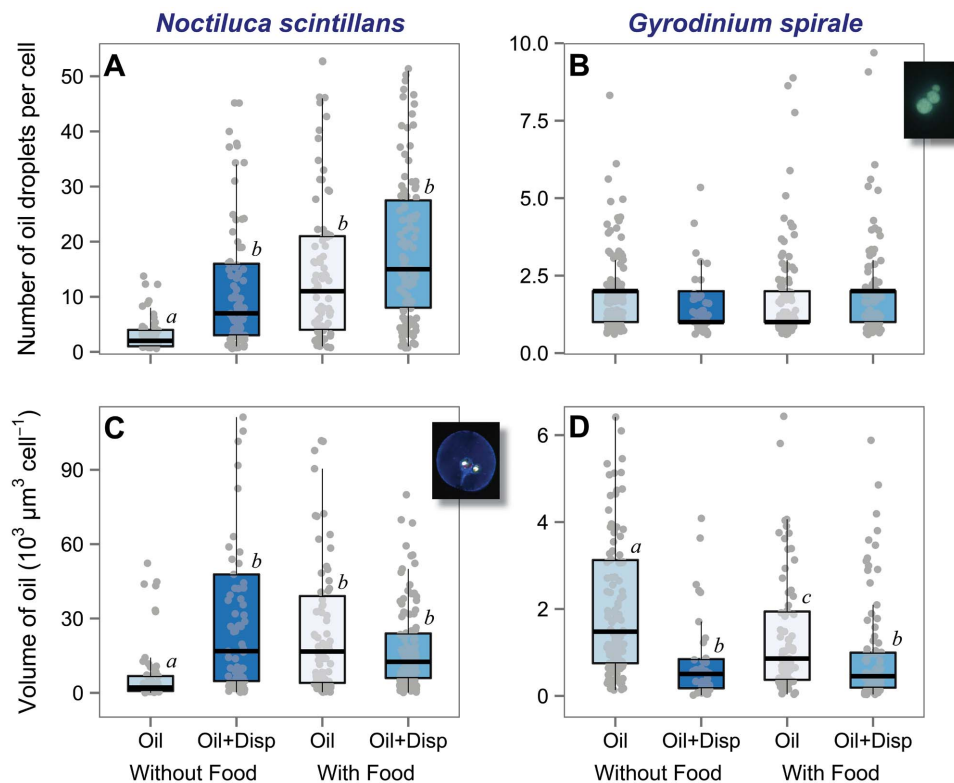 Noctiluca scintillans
Gyrodinium spirale
A
Number of oil droplets per cell
50
40
30
20
10
0
a
b
b
b
B
10.0
7.5
5.0
2.5
0.0
C
Volume of oil (10³ µm³ cell⁻¹)
90
60
30
0
a
b
b
b
D
6
4
2
0
a
b
c
b
Oil Oil+Disp Oil Oil+Disp
Without Food With Food
Oil Oil+Disp Oil Oil+Disp
Without Food With Food